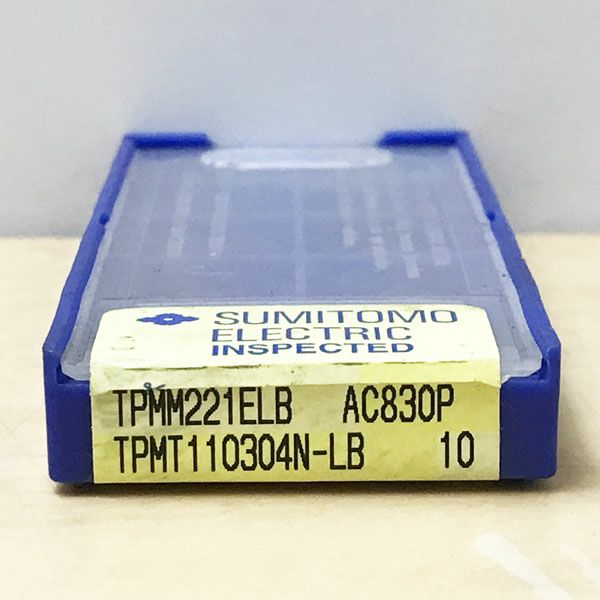 SUMITOMO
ELECTRIC
INSPECTED
TPMM221ELB AC830P
TPMT110304N-LB 10